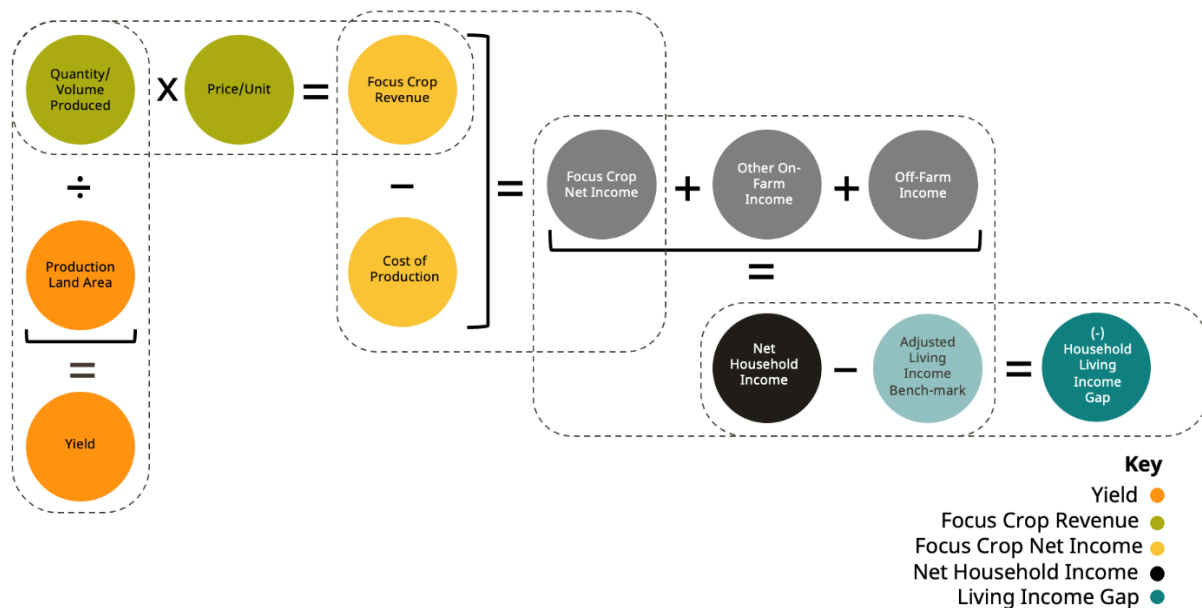 Quantity/
Volume
Produced
X
Price/Unit
=
Focus Crop
Revenue
÷
−
=
Focus Crop
Net Income
+
Other On-
Farm
Income
+
Off-Farm
Income
Production
Land Area
Cost of
Production
=
=
Yield
Net
Household
Income
−
Adjusted
Living
Income
Bench-mark
=
(-)
Household
Living
Income
Gap
Key
Yield
Focus Crop Revenue
Focus Crop Net Income
Net Household Income
Living Income Gap